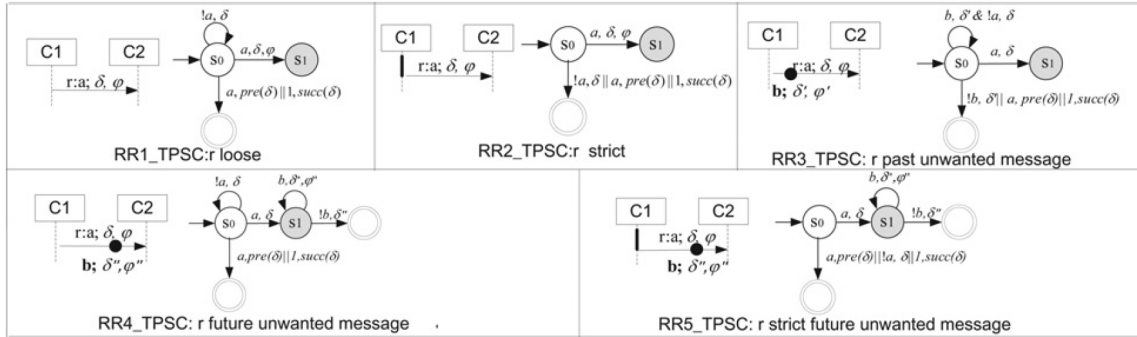 C1
C2
r:a; δ, φ
!a, δ
S0
a, δ, φ
S1
a, pre(δ)||1, succ(δ)
RR1_TPSC:r loose
C1
C2
r:a; δ, φ
S0
a, δ, φ
S1
!a, δ || a, pre(δ)||1, succ(δ)
RR2_TPSC:r strict
C1
C2
r:a; δ, φ
b; δ', φ'
b, δ' & !a, δ
S0
a, δ
S1
!b, δ'|| a, pre(δ)||1,succ(δ)
RR3_TPSC: r past unwanted message
C1
C2
r:a; δ, φ
b; δ'',φ''
!a, δ
S0
a, δ
b,δ'',φ''
S1
!b,δ''
a,pre(δ)||1,succ(δ)
RR4_TPSC: r future unwanted message ,
C1
C2
r:a; δ, φ
b; δ'',φ''
S0
a, δ
b,δ'',φ''
S1
!b,δ''
a,pre(δ)||!a, δ||1,succ(δ)
RR5_TPSC: r strict future unwanted message